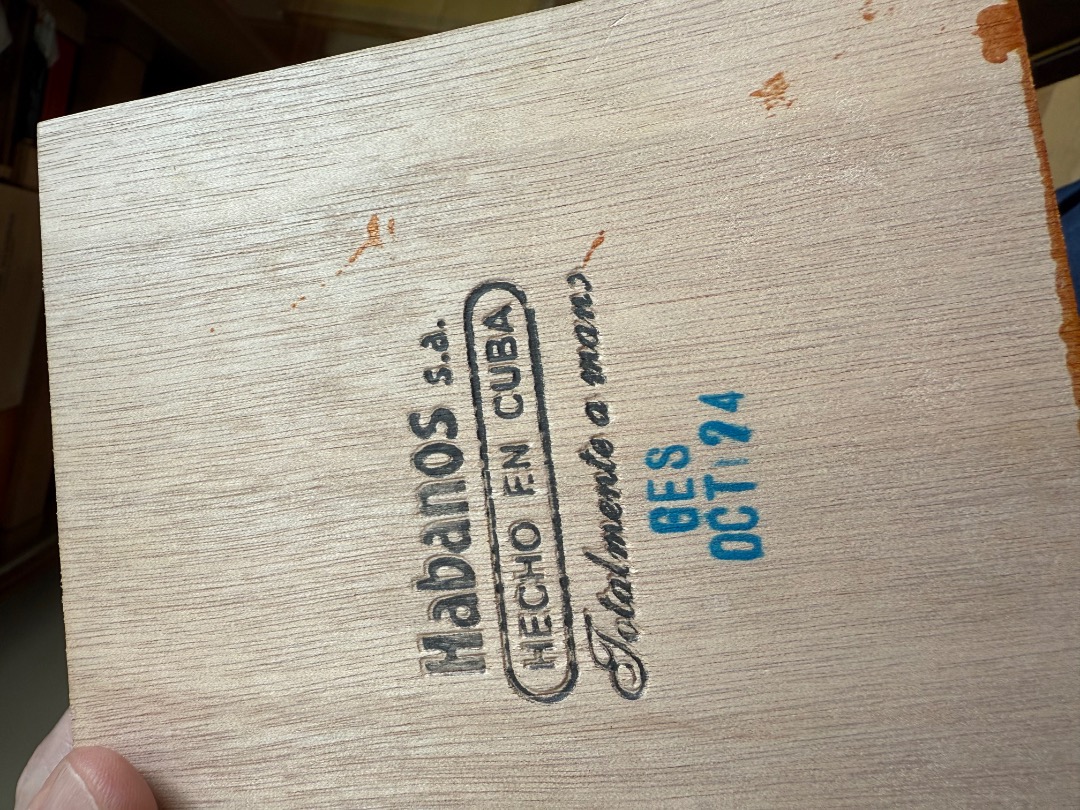 Habanos s.a.
HECHO EN CUBA
Totalmente a mano
GES
OCT 24